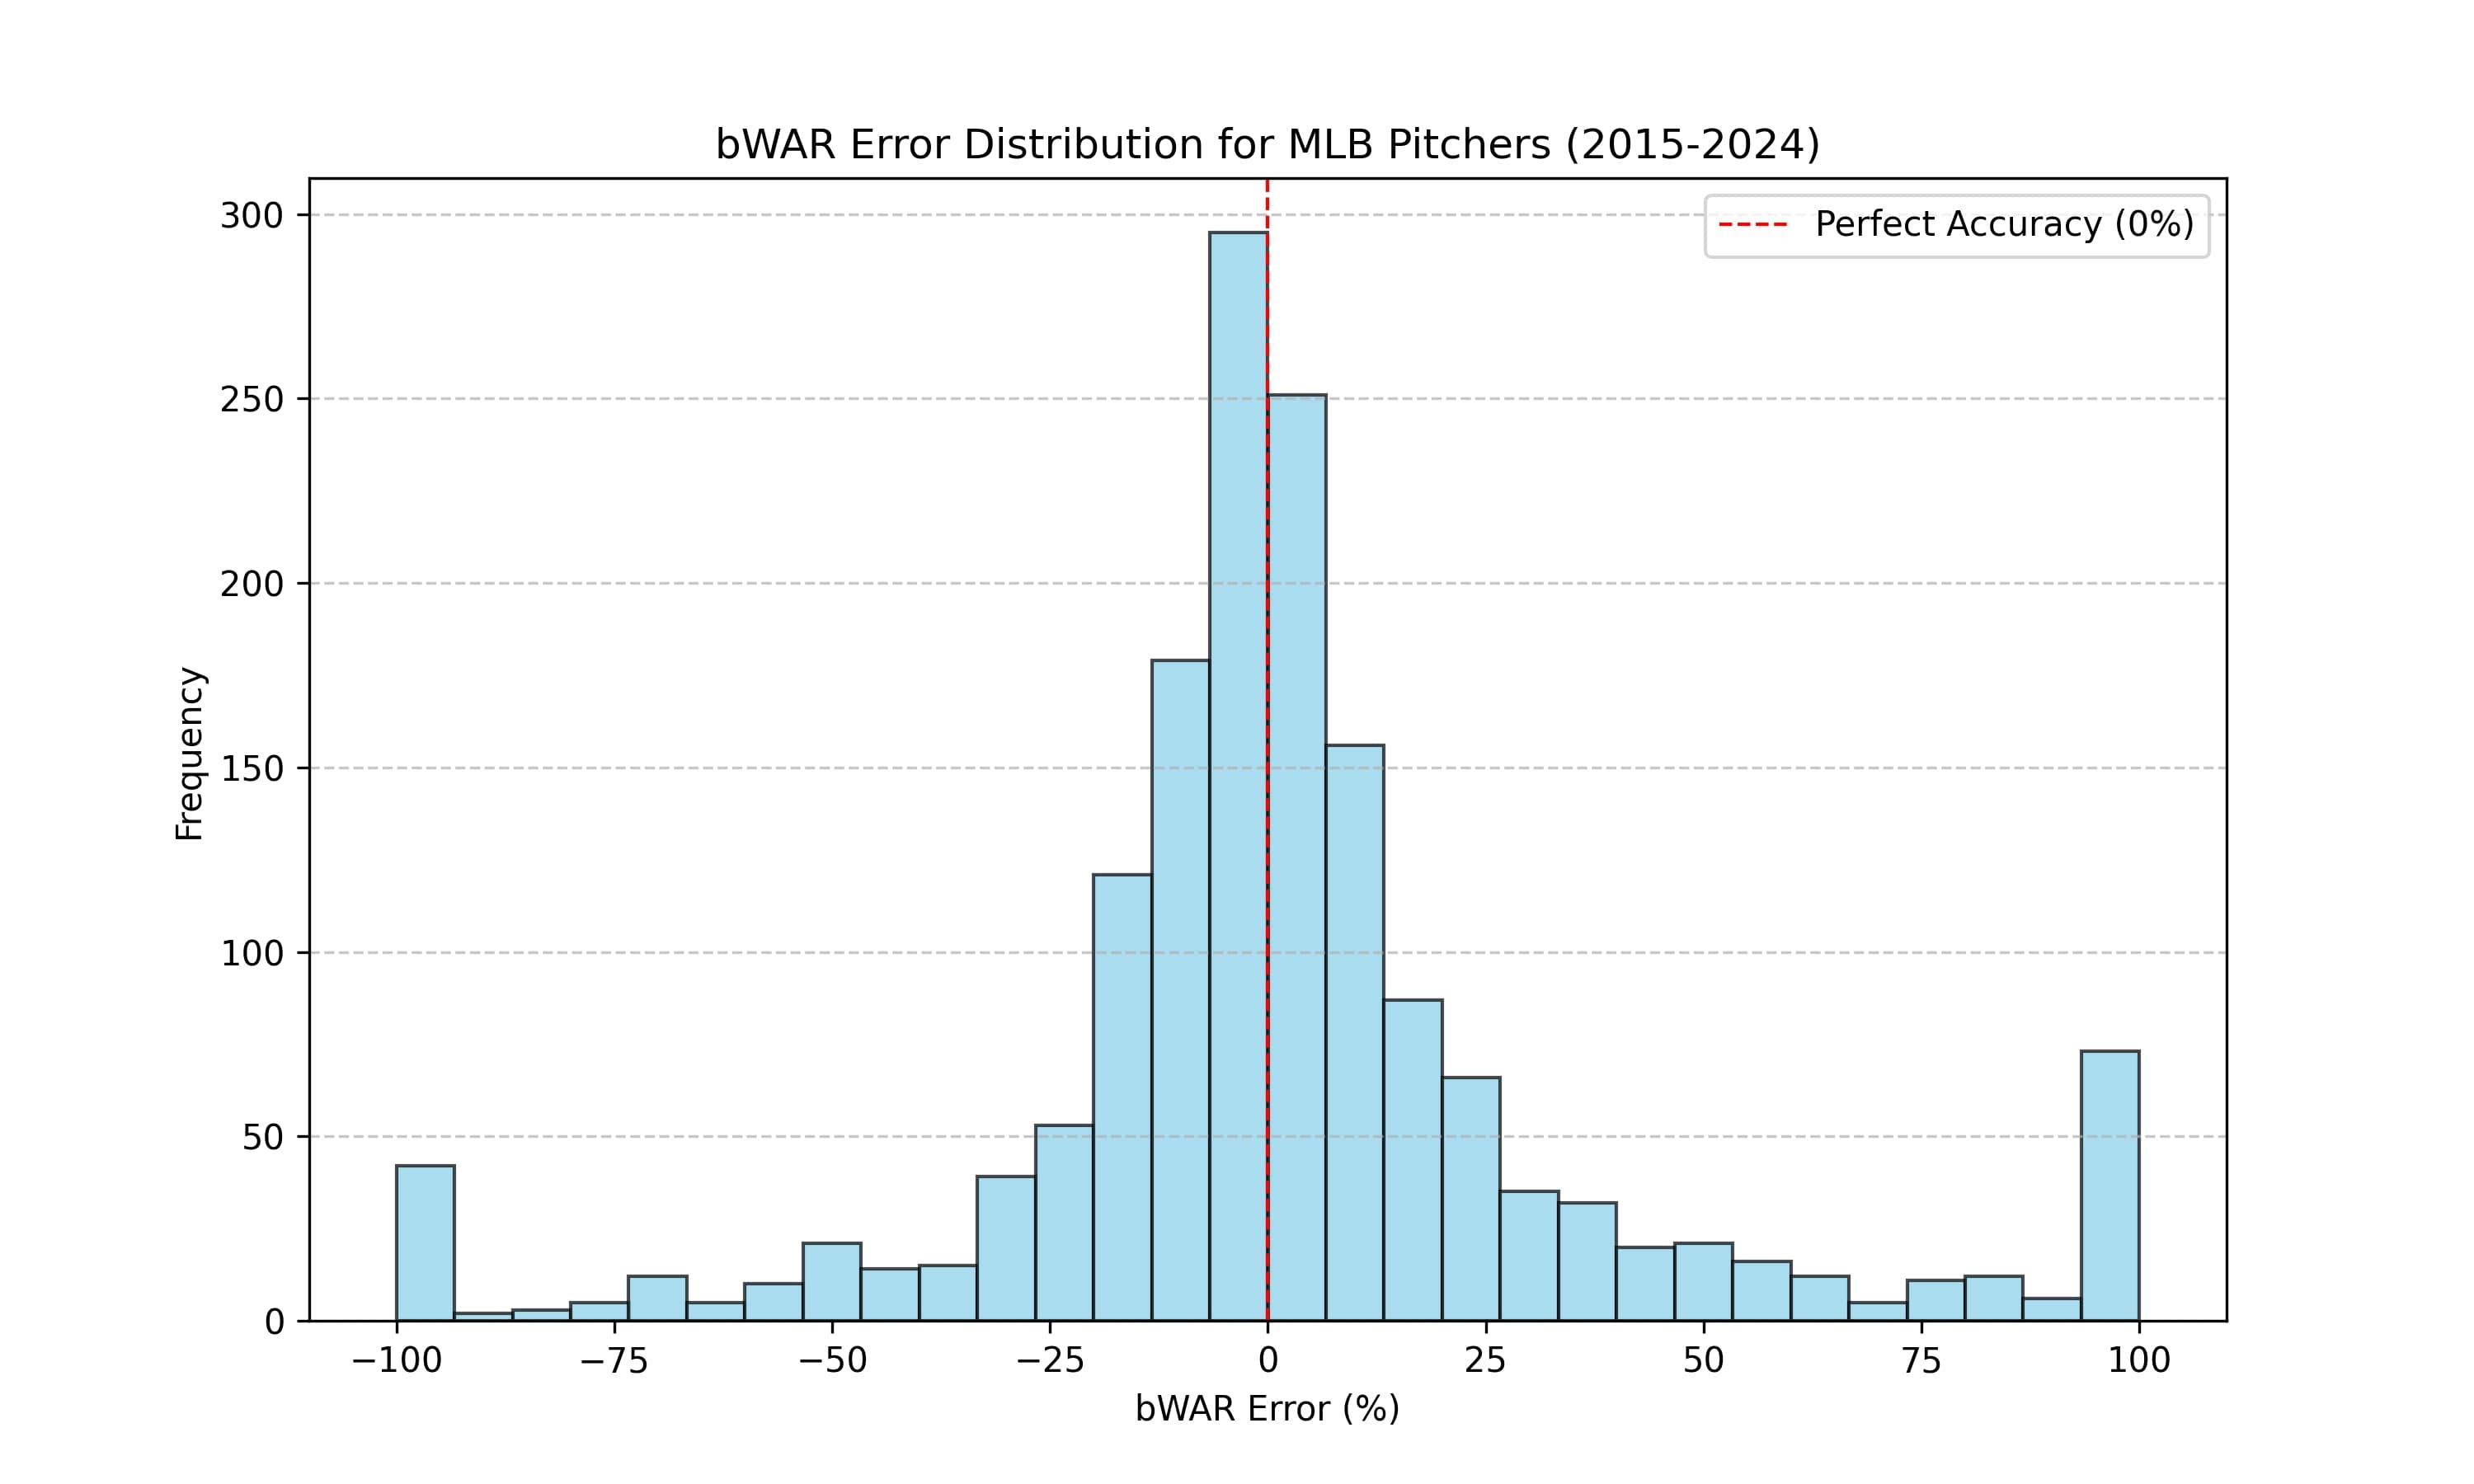 bWAR Error Distribution for MLB Pitchers (2015-2024)
Perfect Accuracy (0%)
Frequency
300
250
200
150
100
50
0
−100 −75 −50 −25 0 25 50 75 100
bWAR Error (%)